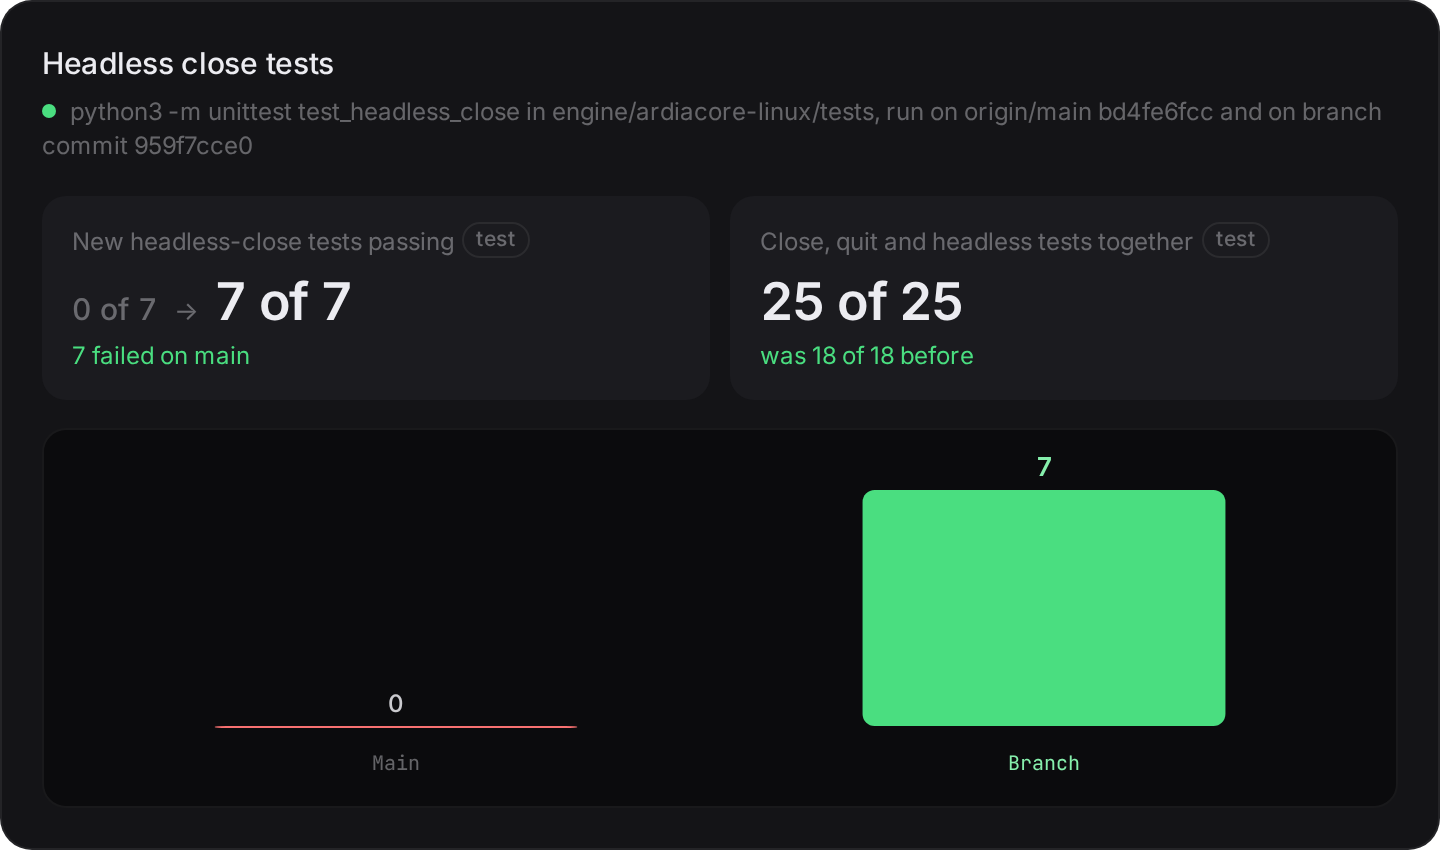 Headless close tests
python3 -m unittest test_headless_close in engine/ardiacore-linux/tests, run on origin/main bd4fe6fcc and on branch
commit 959f7cce0
New headless-close tests passing test
0 of 7 → 7 of 7
7 failed on main
Close, quit and headless tests together test
25 of 25
was 18 of 18 before
7
0
Main
Branch